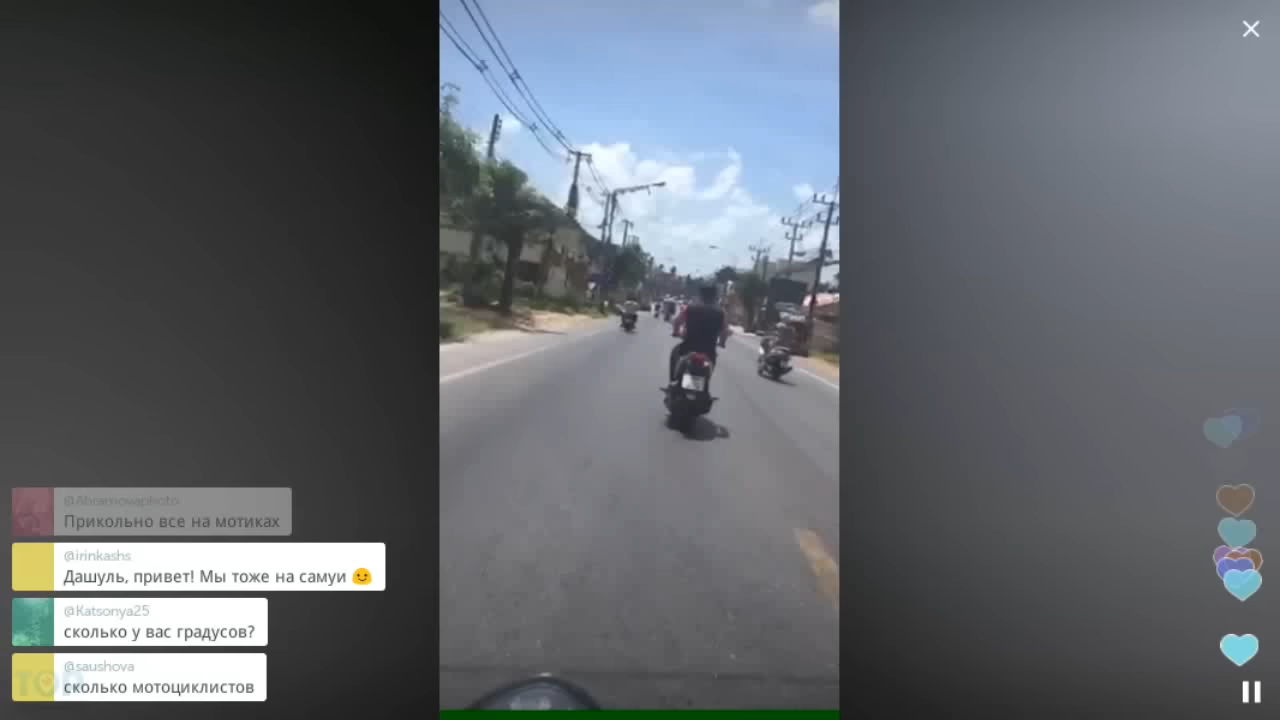 @Abramowaphoto
Прикольно все на мотиках
@irinkashs
Дашуль, привет! Мы тоже на самуи
@Katsonya25
сколько у вас градусов?
@saushova
сколько мотоциклистов
TOP